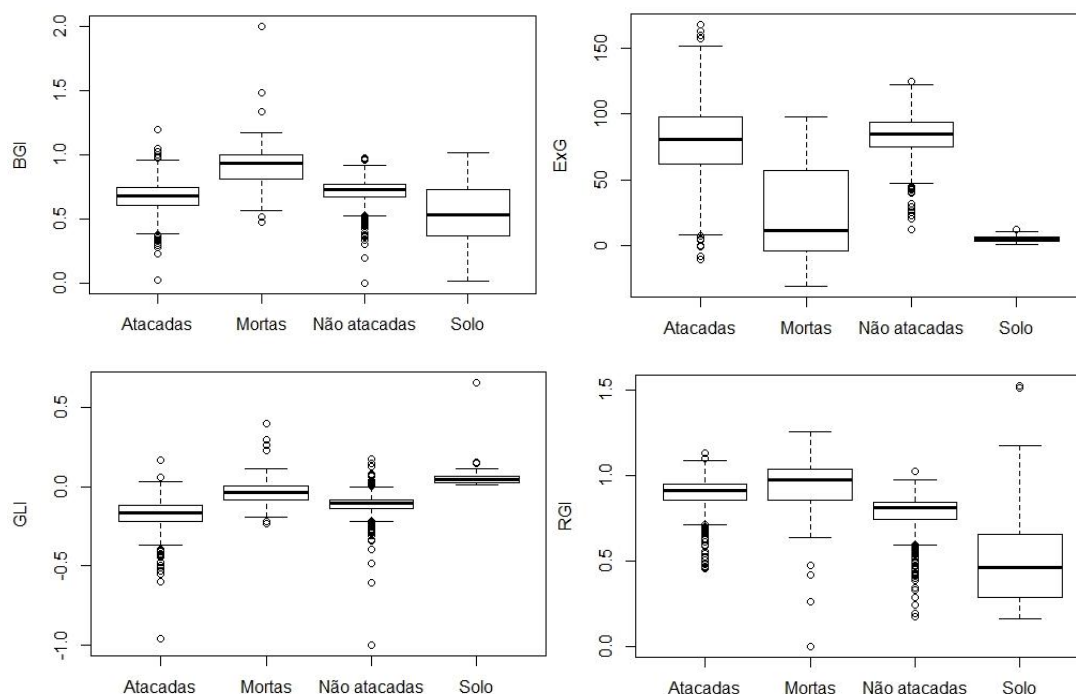 BGI
2.0
1.5
1.0
0.5
0.0
Atacadas Mortas Não atacadas Solo
ExG
150
100
50
0
Atacadas Mortas Não atacadas Solo
GLI
0.5
0.0
-0.5
-1.0
Atacadas Mortas Não atacadas Solo
RGI
1.5
1.0
0.5
0.0
Atacadas Mortas Não atacadas Solo